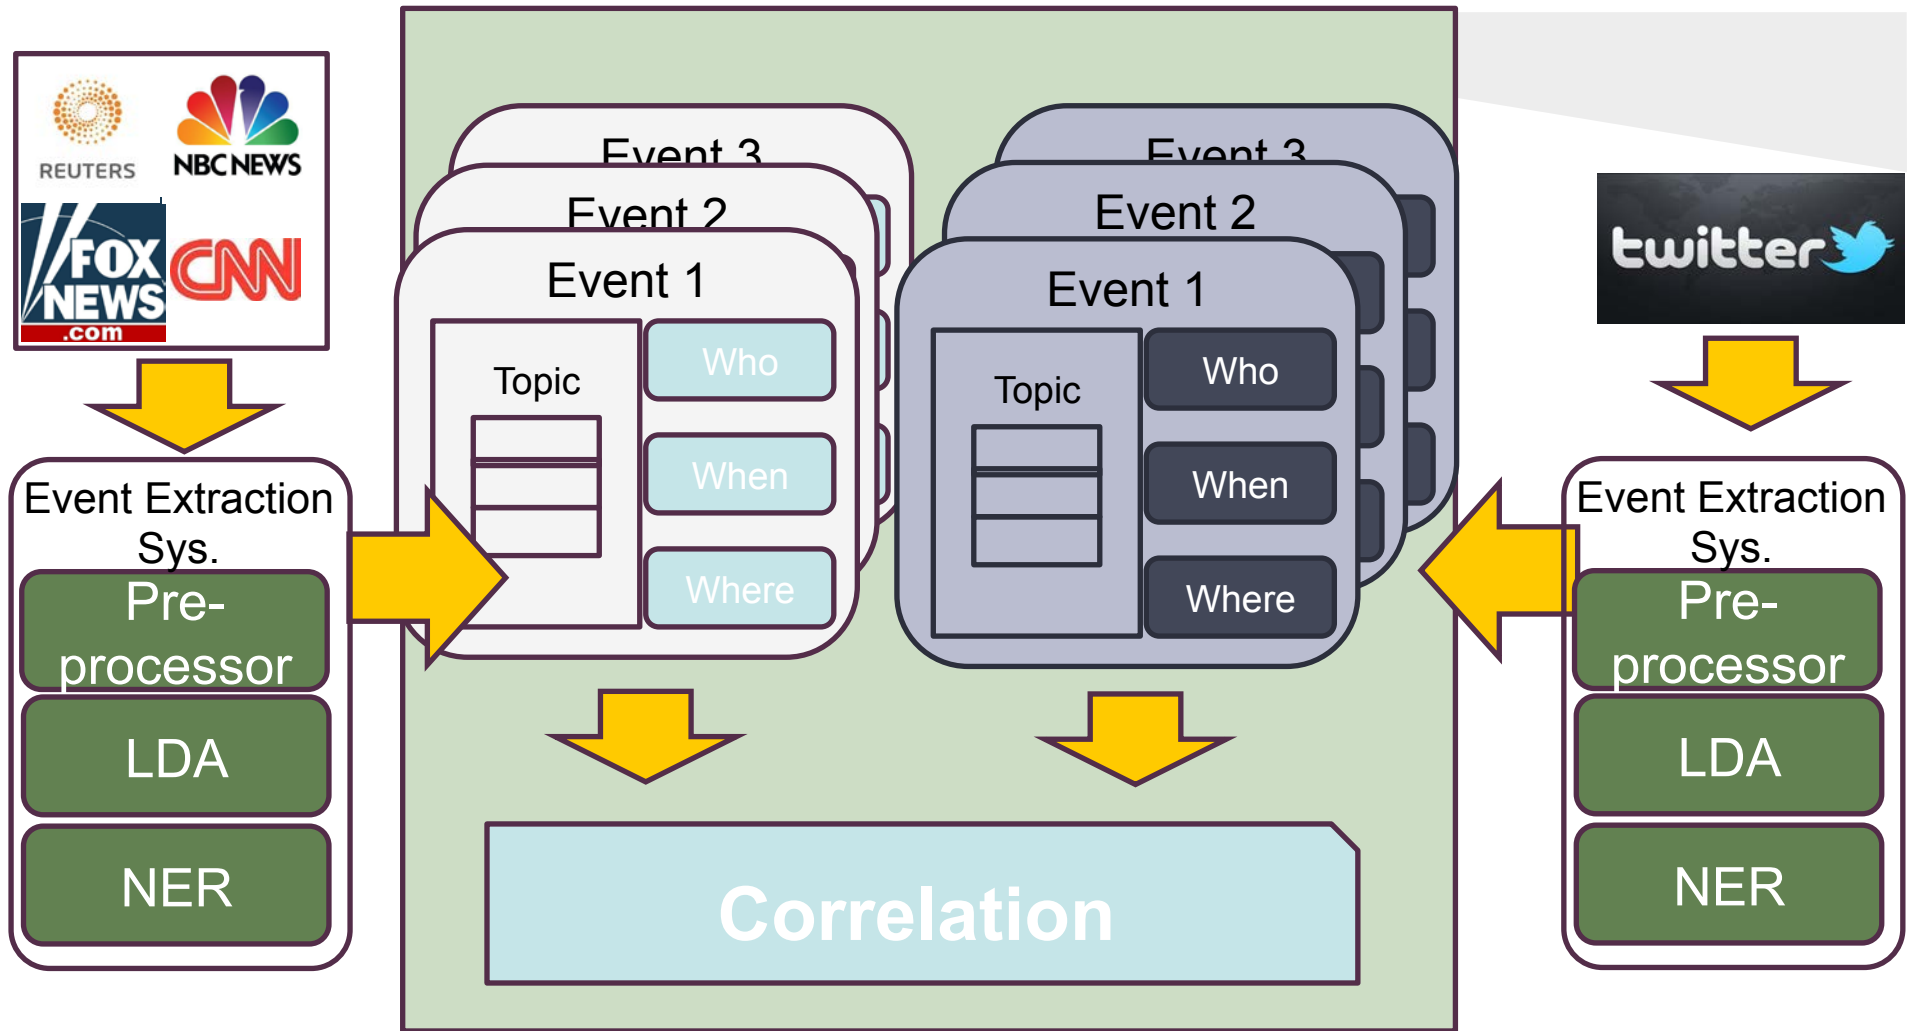 REUTERS
NBC NEWS
FOX
NEWS
.com
CNN
Event Extraction
Sys.
Pre-
processor
LDA
NER
Event 3
Event 2
Event 1
Topic
Who
When
Where
Event 3
Event 2
Event 1
Topic
Who
When
Where
Correlation
twitter
Event Extraction
Sys.
Pre-
processor
LDA
NER